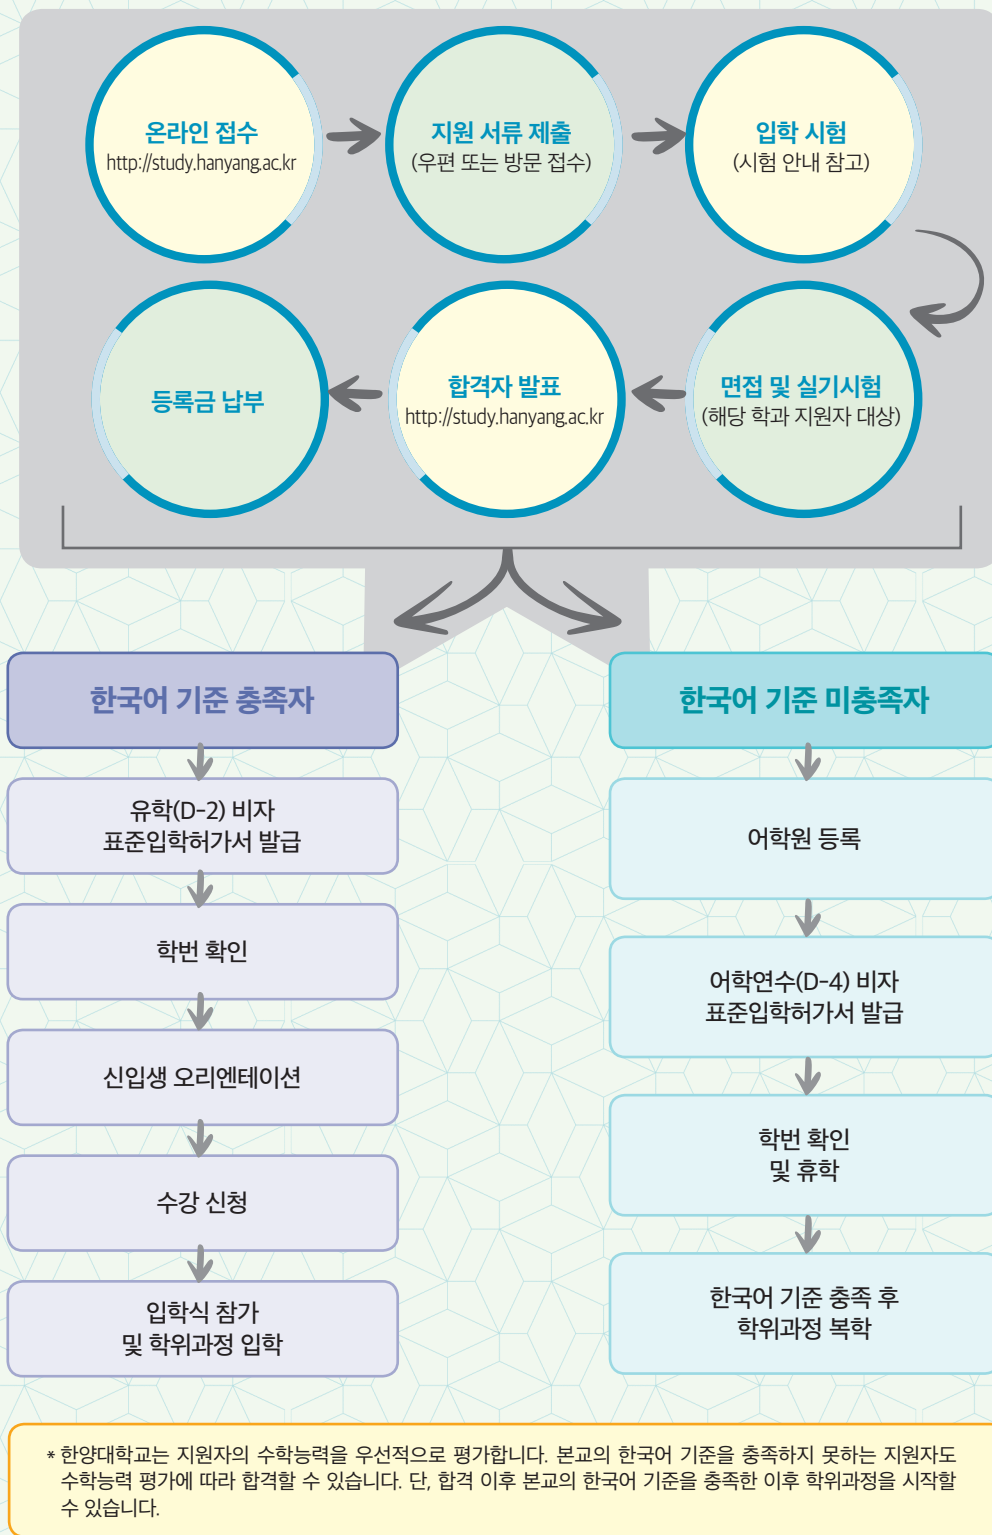 온라인 접수
http://study.hanyang.ac.kr
지원 서류 제출
(우편 또는 방문 접수)
입학 시험
(시험 안내 참고)
면접 및 실기시험
(해당 학과 지원자 대상)
합격자 발표
http://study.hanyang.ac.kr
등록금 납부
한국어 기준 충족자
유학(D-2) 비자
표준입학허가서 발급
학번 확인
신입생 오리엔테이션
수강 신청
입학식 참가
및 학위과정 입학
한국어 기준 미충족자
어학원 등록
어학연수(D-4) 비자
표준입학허가서 발급
학번 확인
및 휴학
한국어 기준 충족 후
학위과정 복학
* 한양대학교는 지원자의 수학능력을 우선적으로 평가합니다. 본교의 한국어 기준을 충족하지 못하는 지원자도
수학능력 평가에 따라 합격할 수 있습니다. 단, 합격 이후 본교의 한국어 기준을 충족한 이후 학위과정을 시작할
수 있습니다.